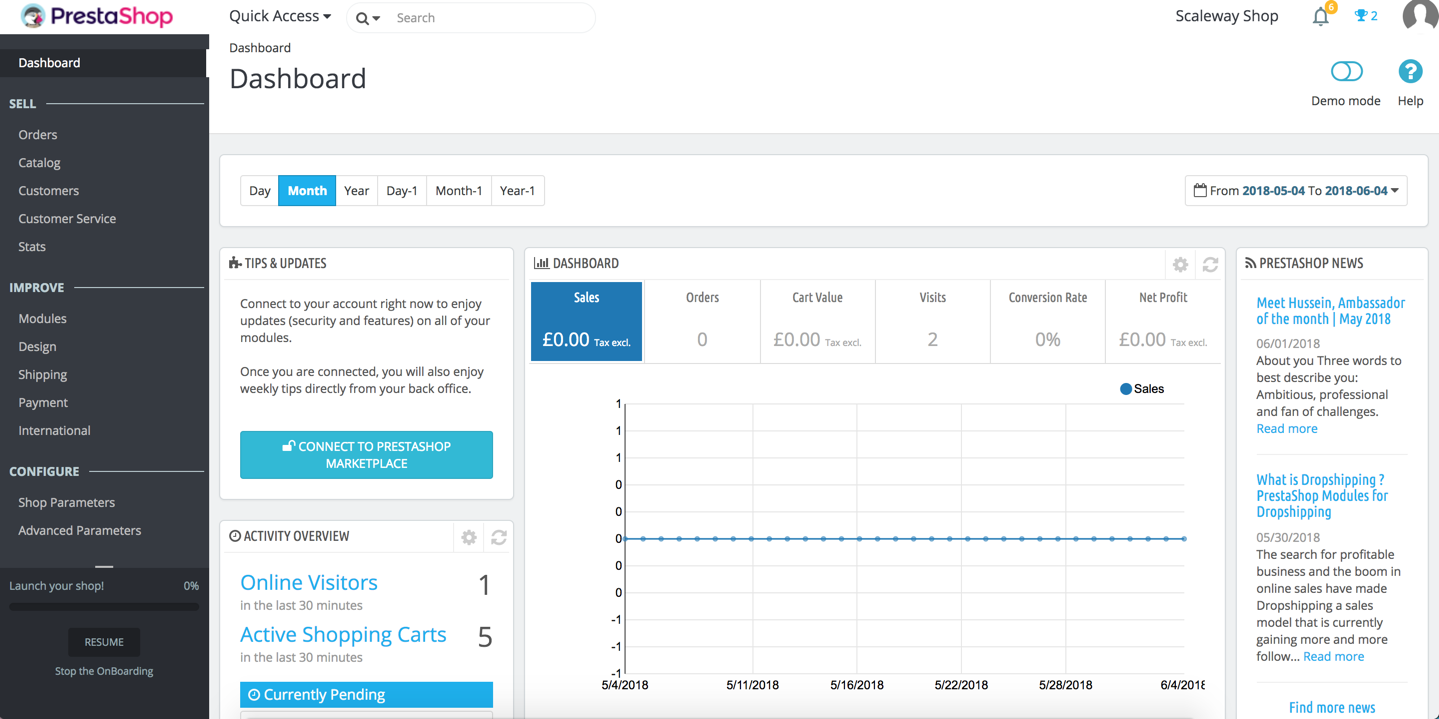 PrestaShop
Quick Access
Search
Scaleway Shop
6
2
Dashboard
Dashboard
Demo mode
Help
Dashboard
SELL
Orders
Catalog
Customers
Customer Service
Stats
IMPROVE
Modules
Design
Shipping
Payment
International
CONFIGURE
Shop Parameters
Advanced Parameters
Launch your shop!
0%
RESUME
Stop the OnBoarding
Day
Month
Year
Day-1
Month-1
Year-1
From 2018-05-04 To 2018-06-04
TIPS & UPDATES
Connect to your account right now to enjoy
updates (security and features) on all of your
modules.
Once you are connected, you will also enjoy
weekly tips directly from your back office.
CONNECT TO PRESTASHOP
MARKETPLACE
ACTIVITY OVERVIEW
Online Visitors
1
in the last 30 minutes
Active Shopping Carts
5
in the last 30 minutes
Currently Pending
DASHBOARD
Sales
£0.00 Tax excl.
Orders
0
Cart Value
£0.00 Tax excl.
Visits
2
Conversion Rate
0%
Net Profit
£0.00 Tax excl.
Sales
1
1
1
0
0
0
0
0
-1
-1
-1
5/4/2018
5/11/2018
5/16/2018
5/22/2018
5/28/2018
6/4/2018
PRESTASHOP NEWS
Meet Hussein, Ambassador
of the month | May 2018
06/01/2018
About you Three words to
best describe you:
Ambitious, professional
and fan of challenges.
Read more
What is Dropshipping ?
PrestaShop Modules for
Dropshipping
05/30/2018
The search for profitable
business and the boom in
online sales have made
Dropshipping a sales
model that is currently
gaining more and more
follow... Read more
Find more news